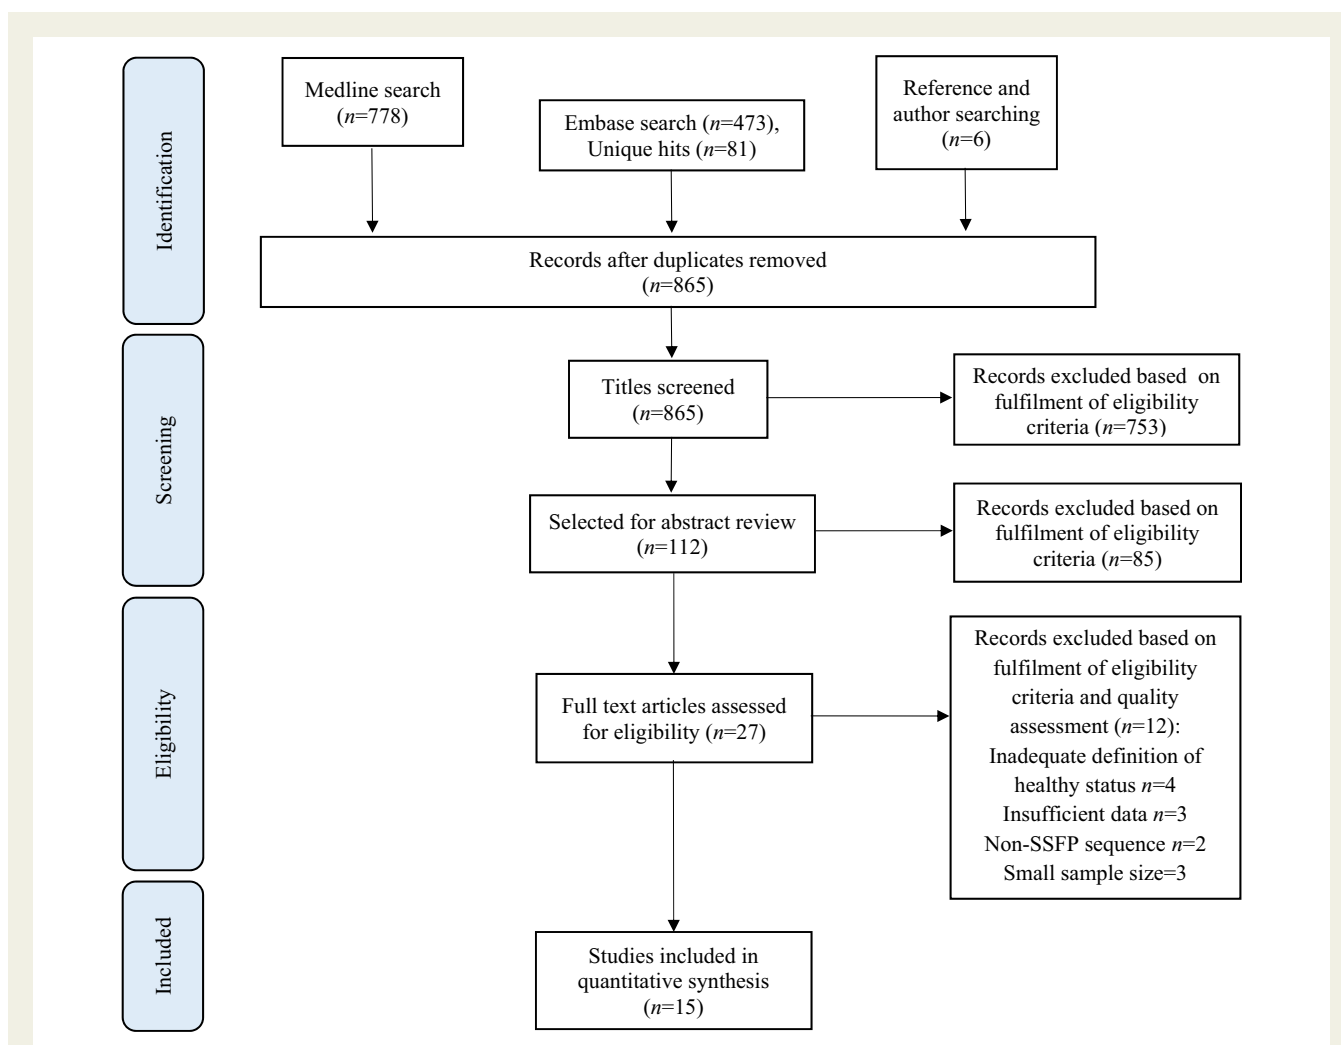 Identification
Medline search
(n=778)
Embase search (n=473),
Unique hits (n=81)
Reference and
author searching
(n=6)
Records after duplicates removed
(n=865)
Screening
Titles screened
(n=865)
Records excluded based on
fulfilment of eligibility
criteria (n=753)
Selected for abstract review
(n=112)
Records excluded based on
fulfilment of eligibility
criteria (n=85)
Eligibility
Full text articles assessed
for eligibility (n=27)
Records excluded based on
fulfilment of eligibility
criteria and quality
assessment (n=12):
Inadequate definition of
healthy status n=4
Insufficient data n=3
Non-SSFP sequence n=2
Small sample size=3
Included
Studies included in
quantitative synthesis
(n=15)